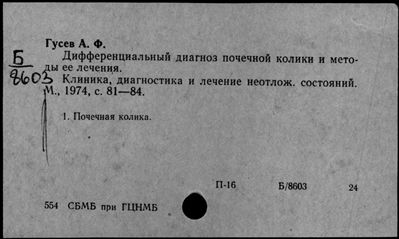 Гусев А. Ф.
Б
8603
Дифференциальный диагноз почечной колики и мето-
ды ее лечения.
Клиника, диагностика и лечение неотлож. состояний.
М., 1974, с. 81—84.
1. Почечная колика.
П-16 Б/8603 24
554 СБМБ при ГЦНМБ